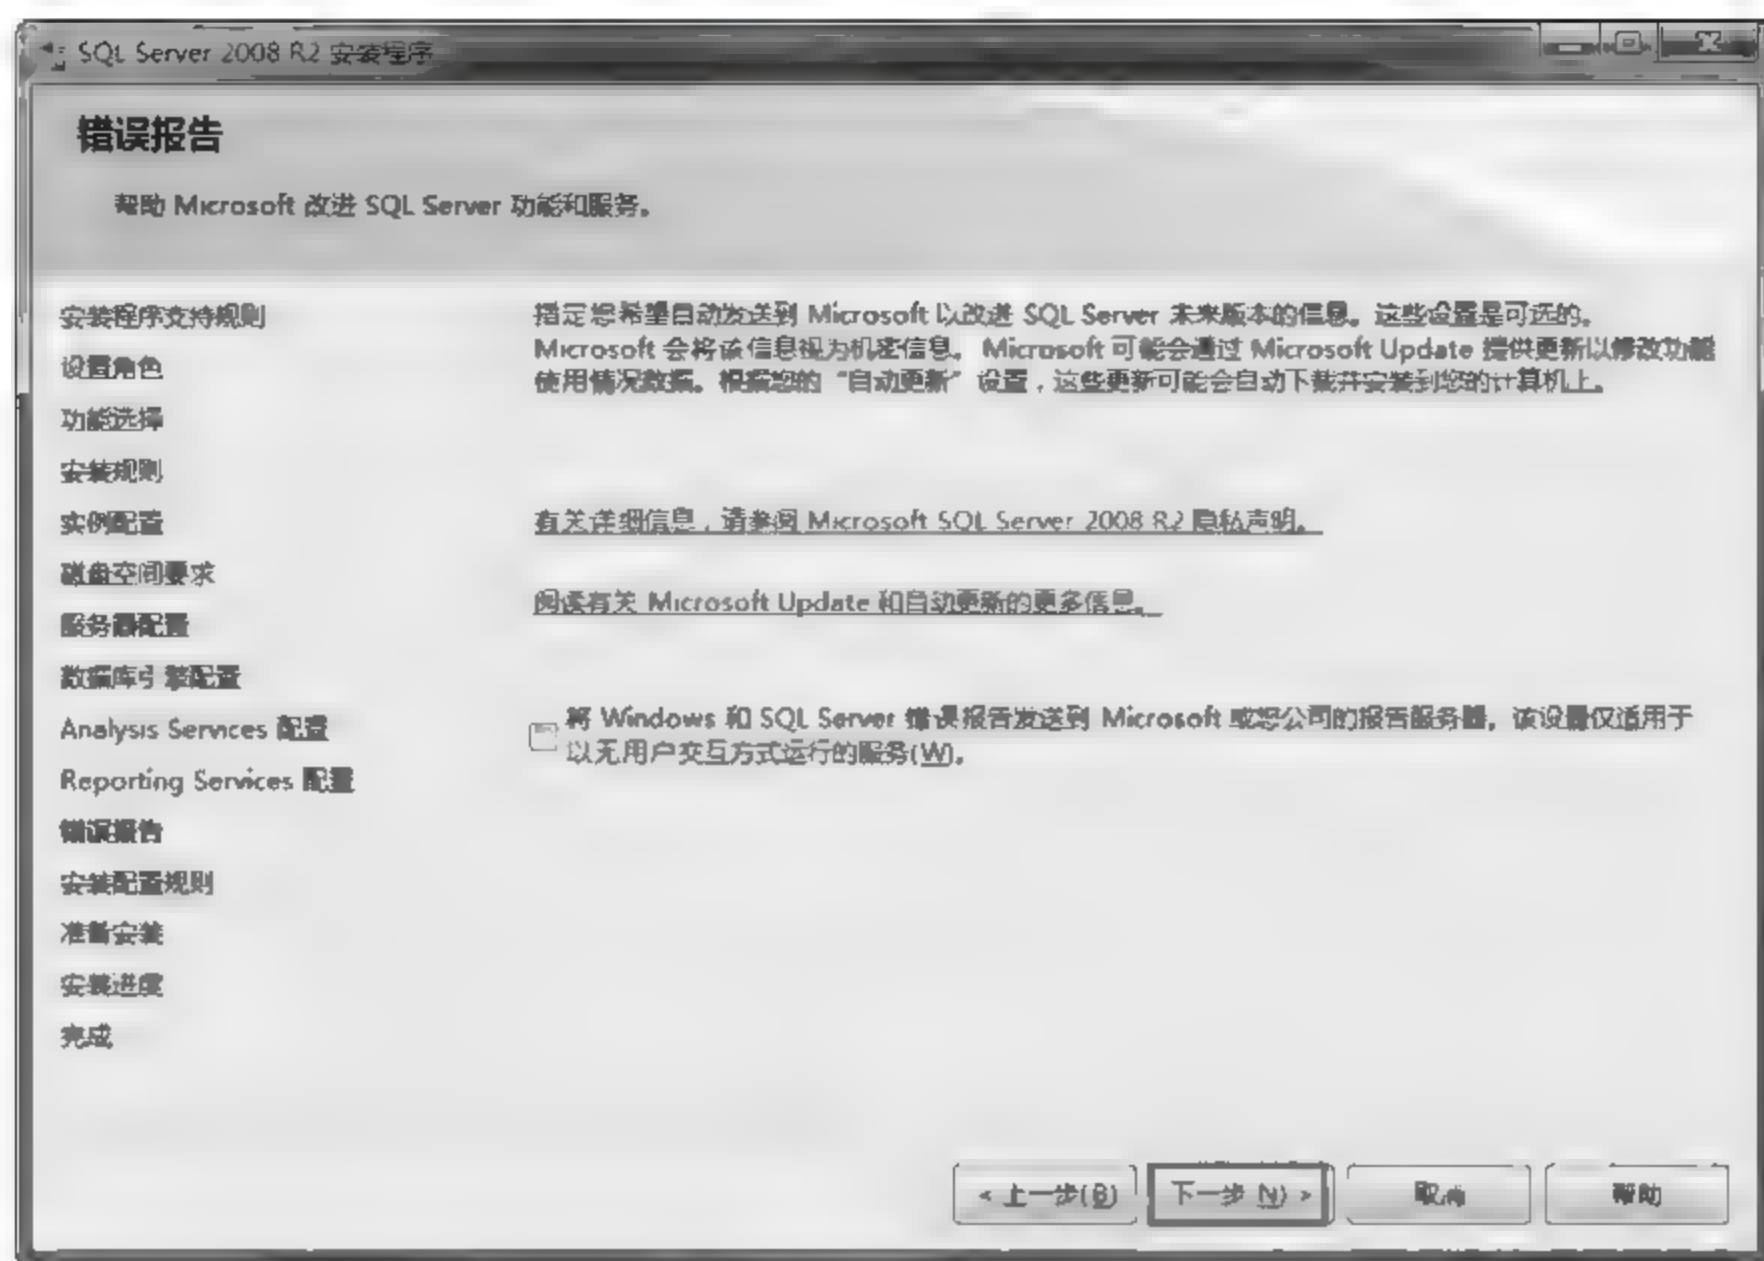 SQL Server 2008 R2 安装程序
错误报告
帮助 Microsoft 改进 SQL Server 功能和服务。
安装程序支持规则
设置角色
功能选择
安装规则
实例配置
磁盘空间要求
服务器配置
数据库引擎配置
Analysis Services 配置
Reporting Services 配置
错误报告
安装配置规则
准备安装
安装进度
完成
指定您希望自动发送到 Microsoft 以改进 SQL Server 未来版本的信息。这些设置是可选的。
Microsoft 会将该信息视为机密信息。 Microsoft 可能会通过 Microsoft Update 提供更新以修改功能
使用情况数据。根据您的“自动更新”设置，这些更新可能会自动下载并安装到您的计算机上。
有关详细信息，请参阅 Microsoft SQL Server 2008 R2 隐私声明。
阅读有关 Microsoft Update 和自动更新的更多信息。
将 Windows 和 SQL Server 错误报告发送到 Microsoft 或您公司的报告服务器。该设置仅适用于
以无用户交互方式运行的服务(W)。
< 上一步(B)
下一步 N) >
取消
帮助